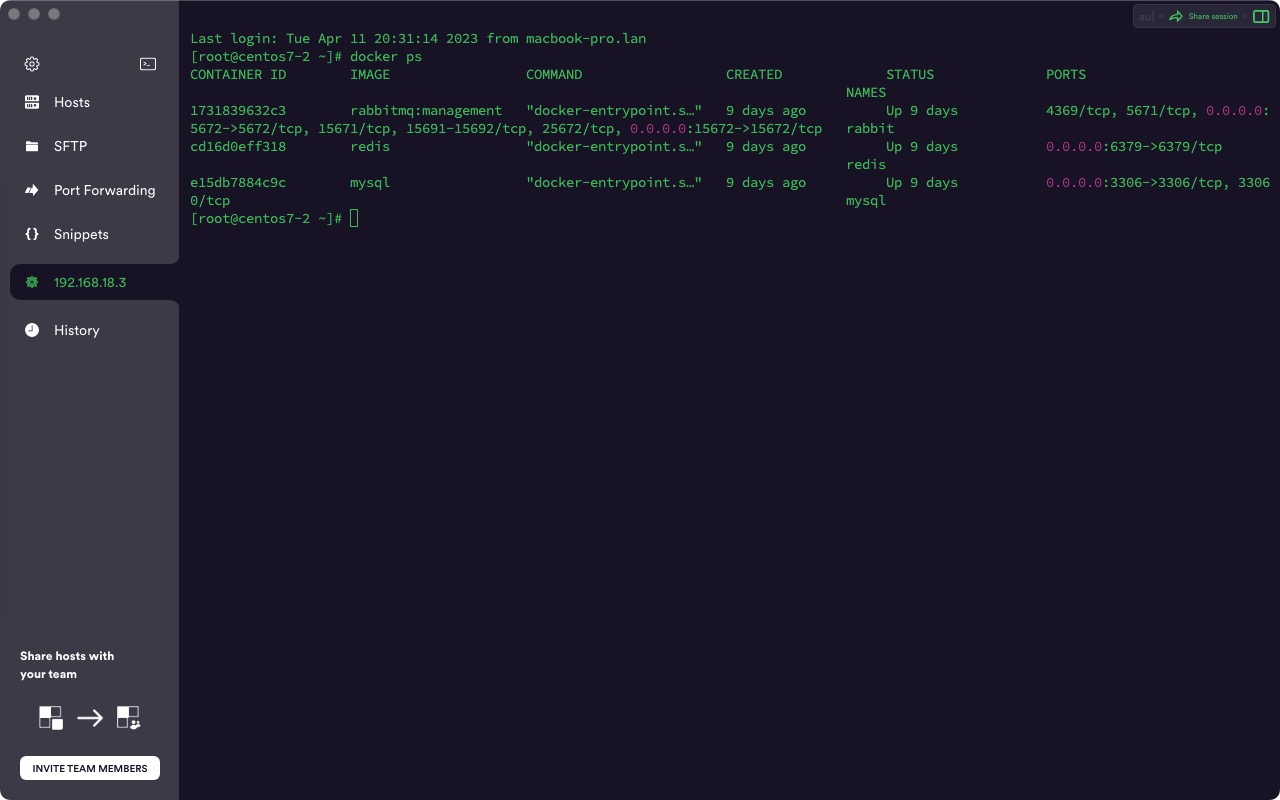 Share session
Last login: Tue Apr 11 20:31:14 2023 from macbook-pro.lan
[root@centos7-2 ~]# docker ps
CONTAINER ID        IMAGE                 COMMAND                  CREATED             STATUS              PORTS
NAMES
1731839632c3        rabbitmq:management   "docker-entrypoint.s…"   9 days ago          Up 9 days           4369/tcp, 5671/tcp, 0.0.0.0:
5672->5672/tcp, 15671/tcp, 15691-15692/tcp, 25672/tcp, 0.0.0.0:15672->15672/tcp   rabbit
cd16d0eff318        redis                 "docker-entrypoint.s…"   9 days ago          Up 9 days           0.0.0.0:6379->6379/tcp
redis
e15db7884c9c        mysql                 "docker-entrypoint.s…"   9 days ago          Up 9 days           0.0.0.0:3306->3306/tcp, 3306
0/tcp                                                                             mysql
[root@centos7-2 ~]#
Hosts
SFTP
Port Forwarding
Snippets
192.168.18.3
History
Share hosts with
your team
INVITE TEAM MEMBERS